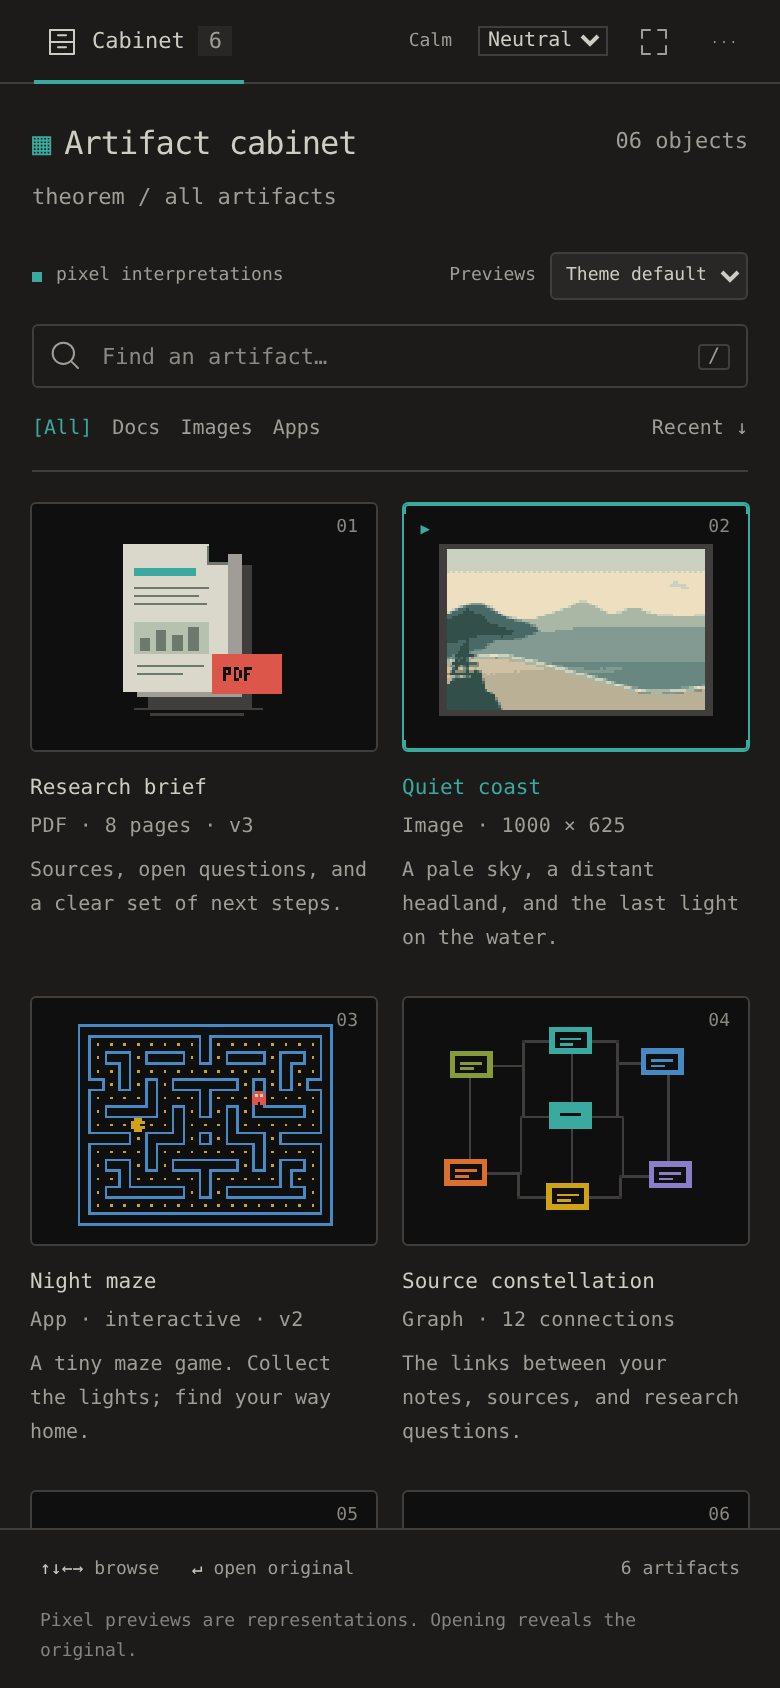 Cabinet 6 Calm Neutral ...
Artifact cabinet 06 objects
theorem / all artifacts
pixel interpretations Previews Theme default
Find an artifact… /
[All] Docs Images Apps Recent ↓
01
PDF
02
Research brief
PDF · 8 pages · v3
Sources, open questions, and
a clear set of next steps.
Quiet coast
Image · 1000 × 625
A pale sky, a distant
headland, and the last light
on the water.
03
04
Night maze
App · interactive · v2
A tiny maze game. Collect
the lights; find your way
home.
Source constellation
Graph · 12 connections
The links between your
notes, sources, and research
questions.
05
06
↑↓←→ browse ↵ open original 6 artifacts
Pixel previews are representations. Opening reveals the
original.